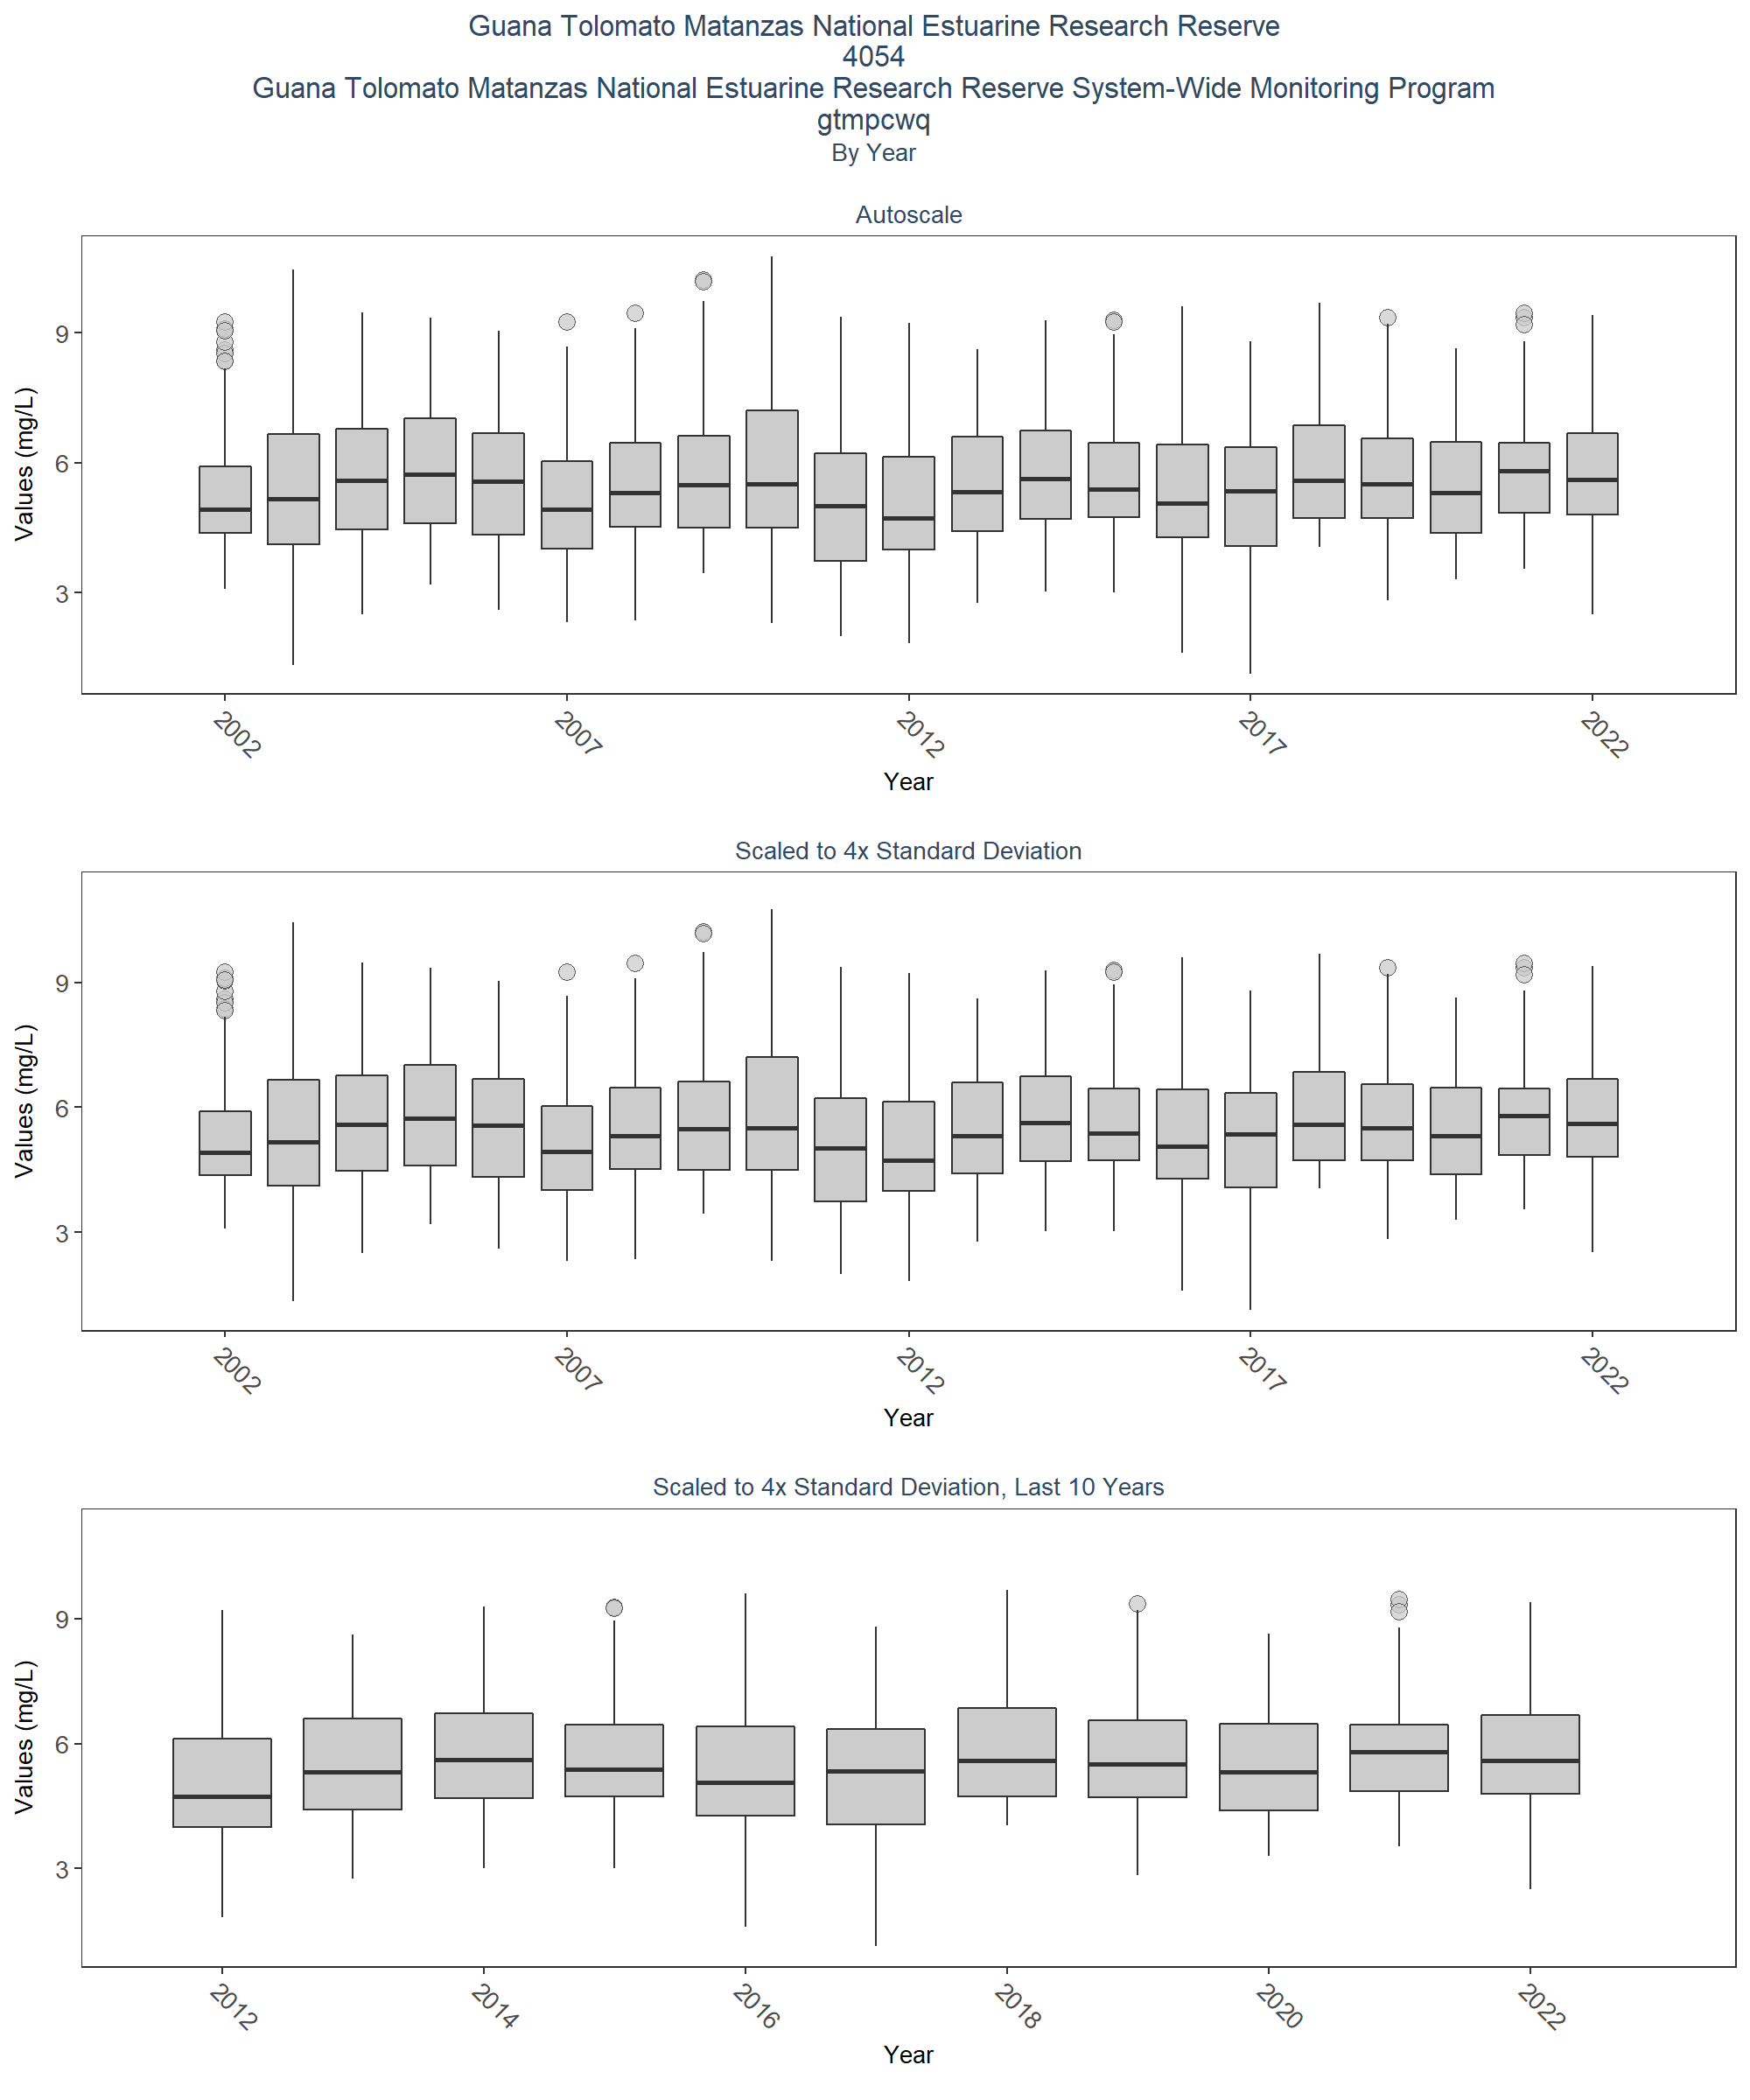 Guana Tolomato Matanzas National Estuarine Research Reserve
4054
Guana Tolomato Matanzas National Estuarine Research Reserve System-Wide Monitoring Program
gtmpcwq
By Year
Autoscale
Values (mg/L)
9
6
3
2002 2007 2012 2017 2022
Year
Scaled to 4x Standard Deviation
Values (mg/L)
9
6
3
2002 2007 2012 2017 2022
Year
Scaled to 4x Standard Deviation, Last 10 Years
Values (mg/L)
9
6
3
2012 2014 2016 2018 2020 2022
Year